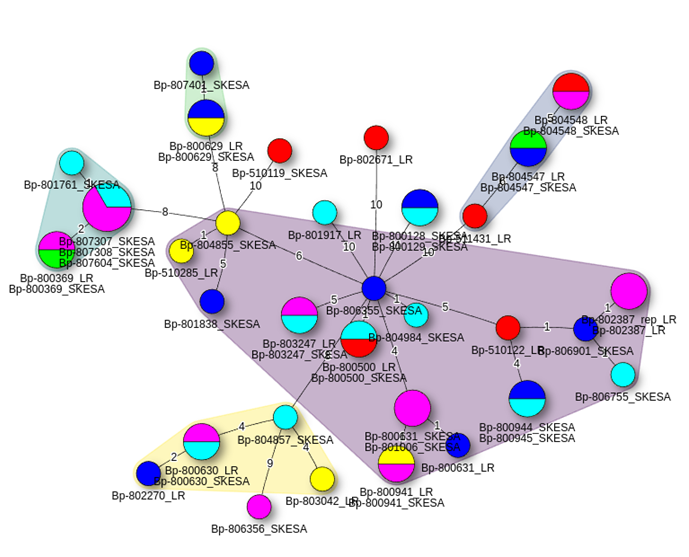 Bp-807401_SKESA
1
Bp-804548_LR
Bp-804548_SKESA
5
Bp-800629_LR
Bp-800629_SKESA
8
Bp-510119_SKESA
10
Bp-802671_LR
10
Bp-804547_LR
Bp-804547_SKESA
Bp-801761_SKESA
8
2
Bp-807307_SKESA
Bp-807308_SKESA
Bp-807604_SKESA
Bp-800369_LR
Bp-800369_SKESA
1
Bp-804855_SKESA
Bp-510285_LR
6
5
Bp-801838_SKESA
Bp-801917_LR
10
Bp-800128_SKESA
Bp-800129_SKESA
10
5
Bp-803247_LR
Bp-803247_SKESA
Bp-806355_SKESA
1
Bp-804984_SKESA
5
Bp-800500_LR
Bp-800500_SKESA
4
Bp-510122_LR
1
Bp-806901_SKESA
1
Bp-802387_rep_LR
Bp-802387_LR
Bp-806755_SKESA
4
Bp-800944_SKESA
Bp-800945_SKESA
Bp-804857_SKESA
4
2
Bp-800630_LR
Bp-800630_SKESA
Bp-802270_LR
9
4
Bp-803042_LR
Bp-806356_SKESA
1
Bp-801006_SKESA
Bp-800631_LR
Bp-800941_LR
Bp-800941_SKESA